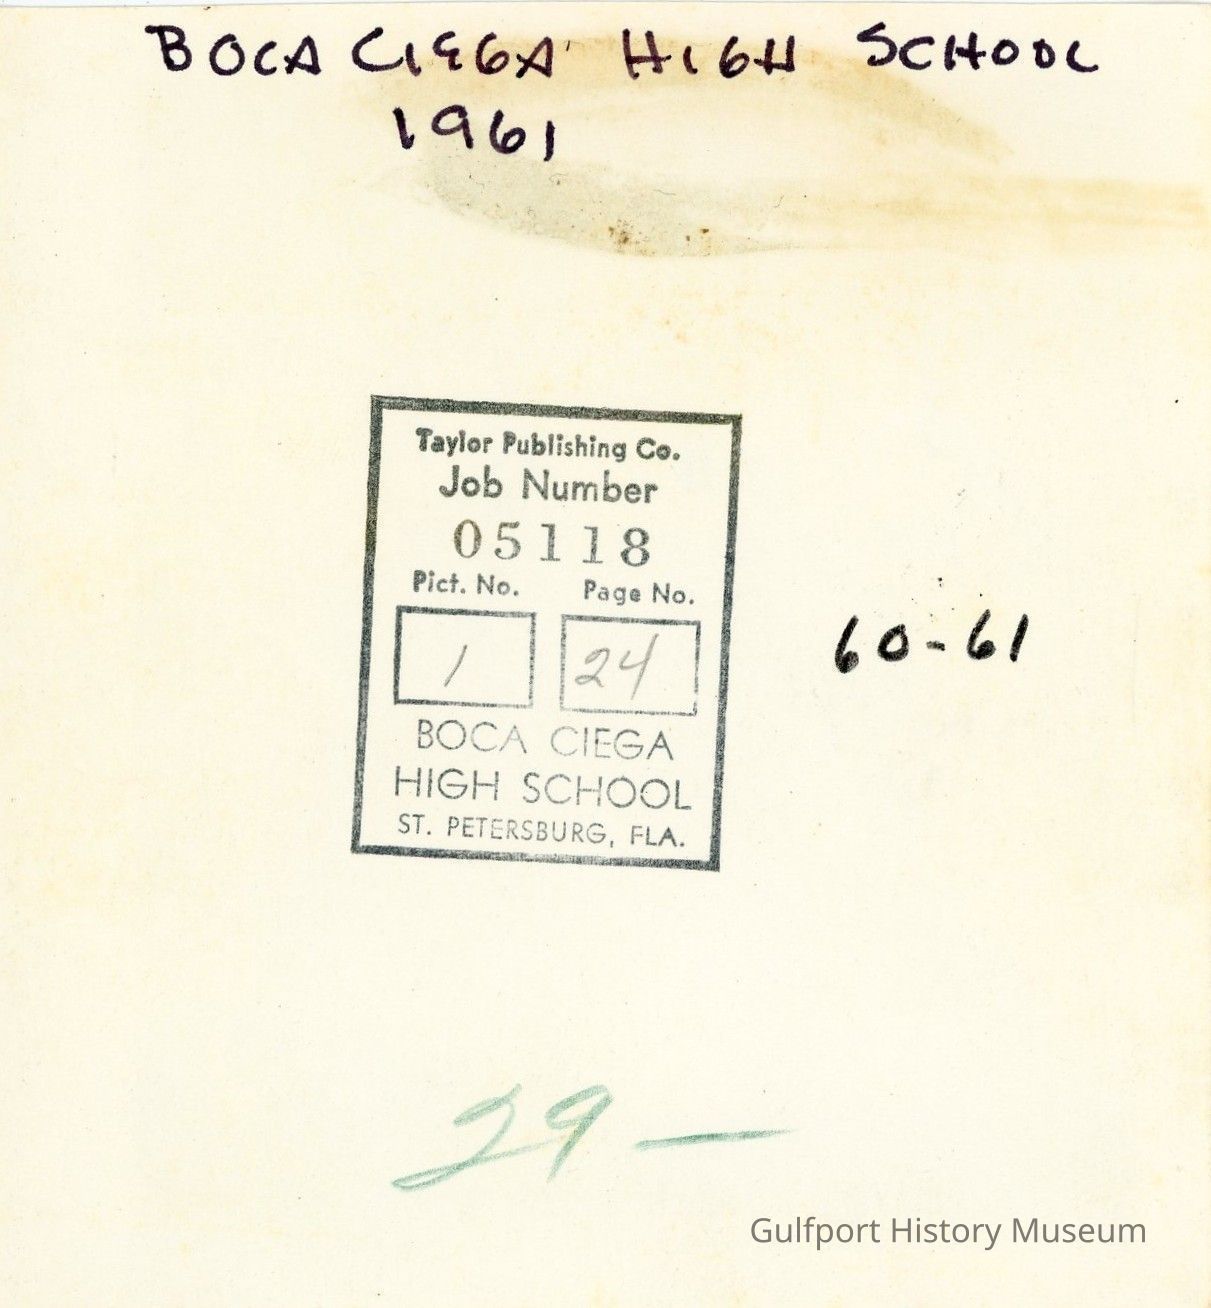 BOCA CIEGA HIGH SCHOOL
1961
Taylor Publishing Co.
Job Number
05118
Pict. No. Page No.
1 24
BOCA CIEGA
HIGH SCHOOL
ST. PETERSBURG, FLA.
60-61
29 —
Gulfport History Museum